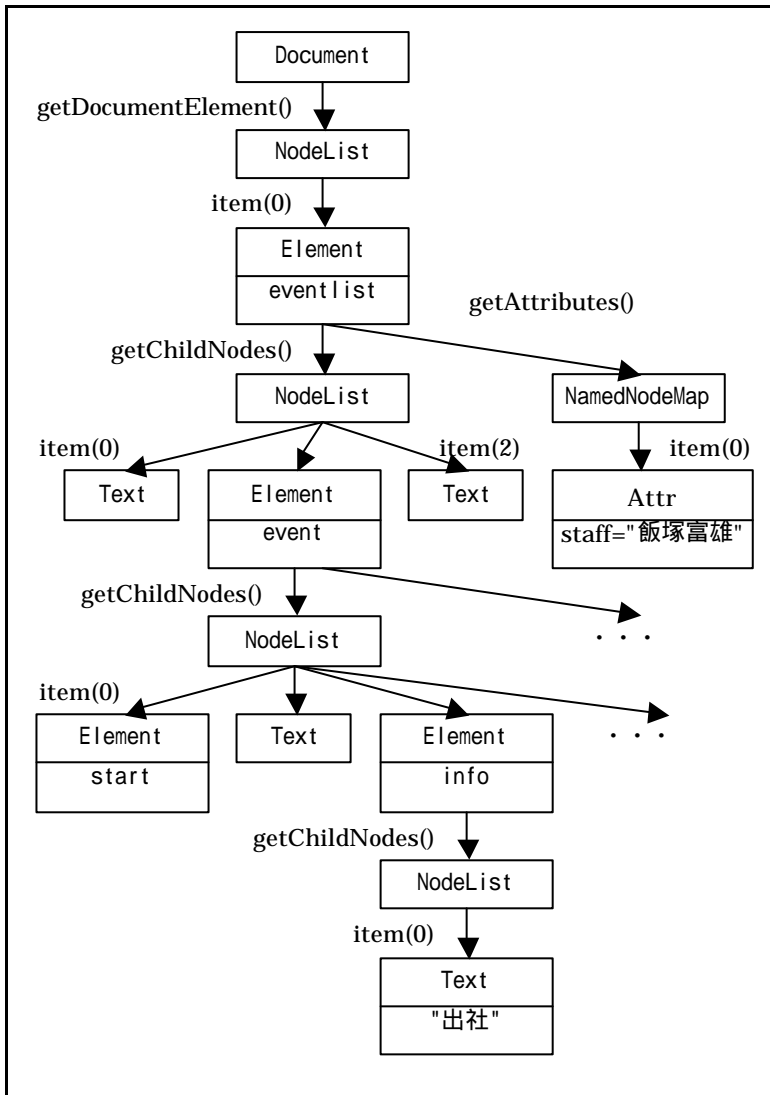 Document
getDocumentElement()
NodeList
item(0)
Element
eventlist
getAttributes()
getChildNodes()
NodeList
NamedNodeMap
item(0)
item(2)
item(0)
Text
Element
event
Text
Attr
staff="飯塚富雄"
getChildNodes()
NodeList
・・・
item(0)
Element
start
Text
Element
info
・・・
getChildNodes()
NodeList
item(0)
Text
"出社"